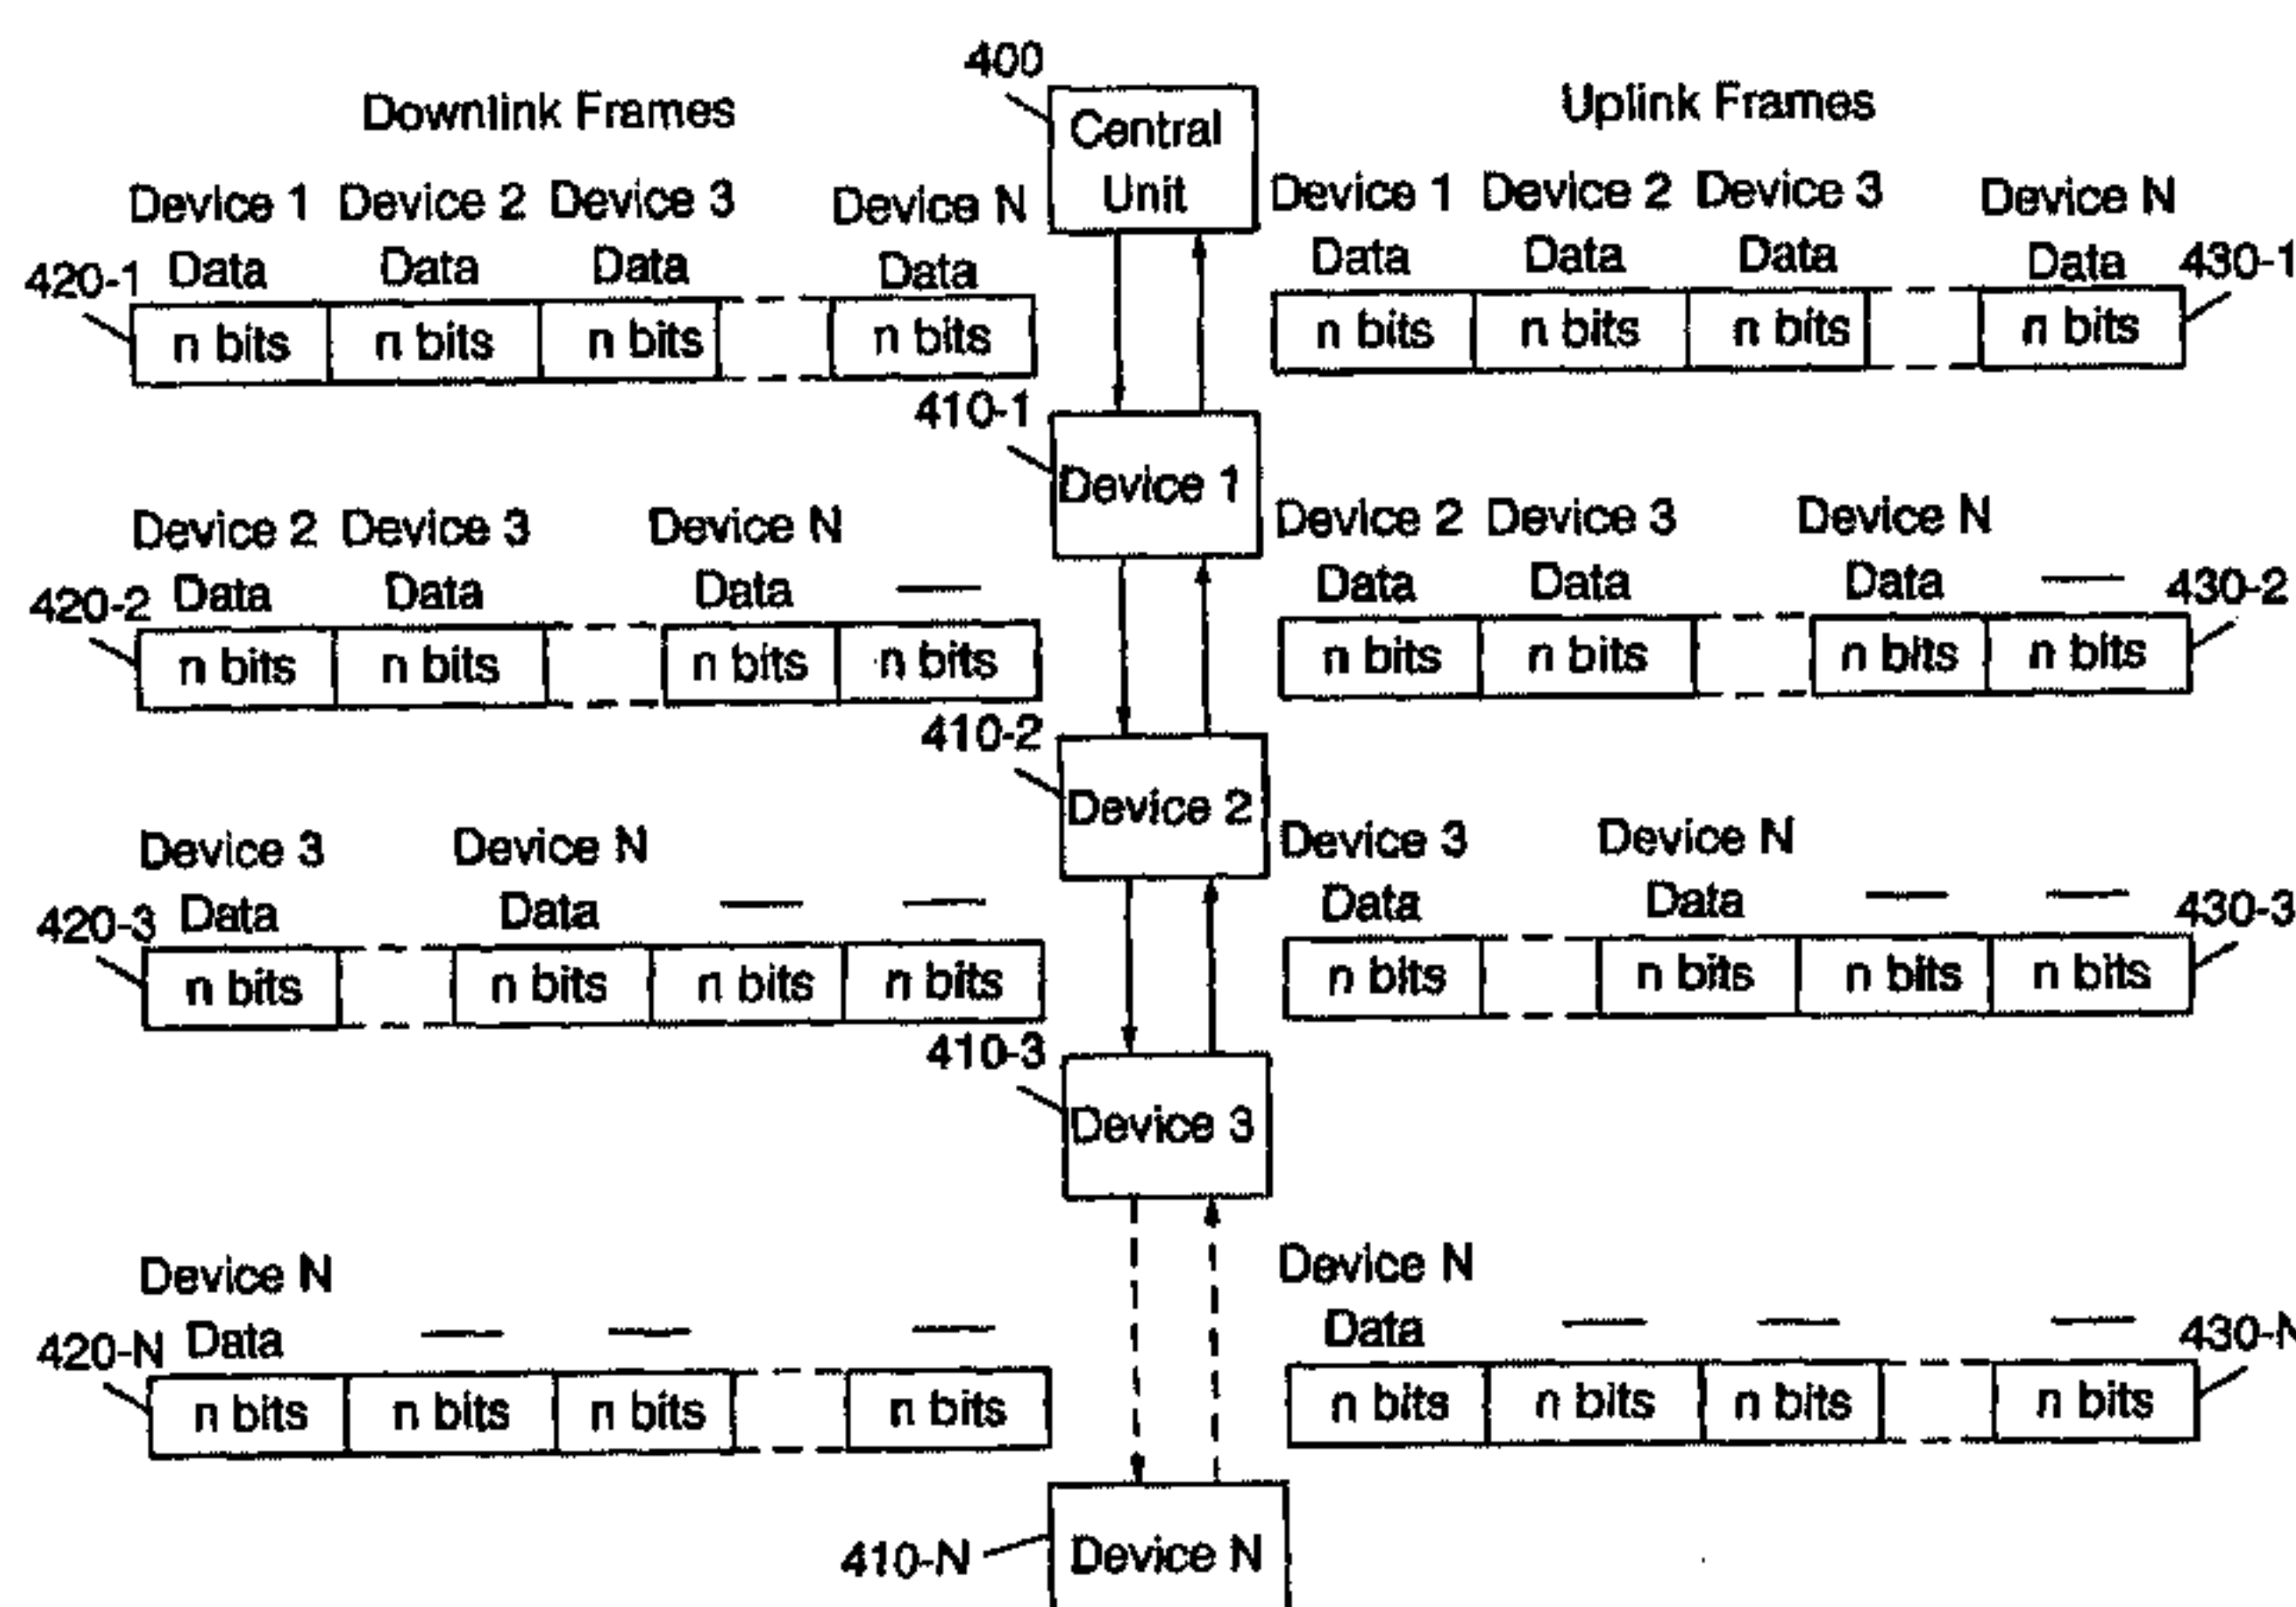 400
Downlink Frames
Central
Unit
Uplink Frames
Device 1 Device 2 Device 3 Device N
Device 1 Device 2 Device 3 Device N
420-1 Data Data Data Data
Data Data Data Data 430-1
n bits n bits n bits n bits
n bits n bits n bits n bits
410-1
Device 1
Device 2 Device 3 Device N
Device 2 Device 3 Device N
420-2 Data Data Data —
Data Data Data — 430-2
n bits n bits n bits n bits
n bits n bits n bits n bits
410-2
Device 2
Device 3 Device N
Device 3 Device N
420-3 Data Data — —
Data Data — — 430-3
n bits n bits n bits n bits
n bits n bits n bits n bits
410-3
Device 3
Device N
Device N
420-N Data — — —
Data — — — 430-N
n bits n bits n bits n bits
n bits n bits n bits n bits
410-N
Device N